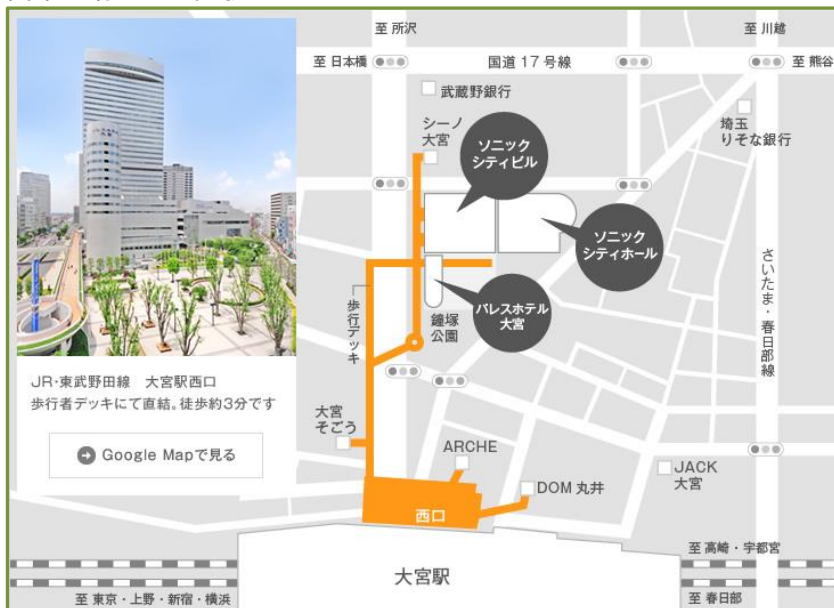 至 所沢
至 川越
至 日本橋
国道 17 号線
至 熊谷
武蔵野銀行
シーノ
大宮
ソニック
シティビル
埼玉
りそな銀行
ソニック
シティホール
さいたま・春日部線
パレスホテル
大宮
鐘塚
公園
歩行デッキ
JR・東武野田線 大宮駅西口
歩行者デッキにて直結。徒歩約3分です
Google Mapで見る
大宮
そごう
ARCHE
DOM 丸井
JACK
大宮
西口
大宮駅
至 高崎・宇都宮
至 東京・上野・新宿・横浜
至 春日部